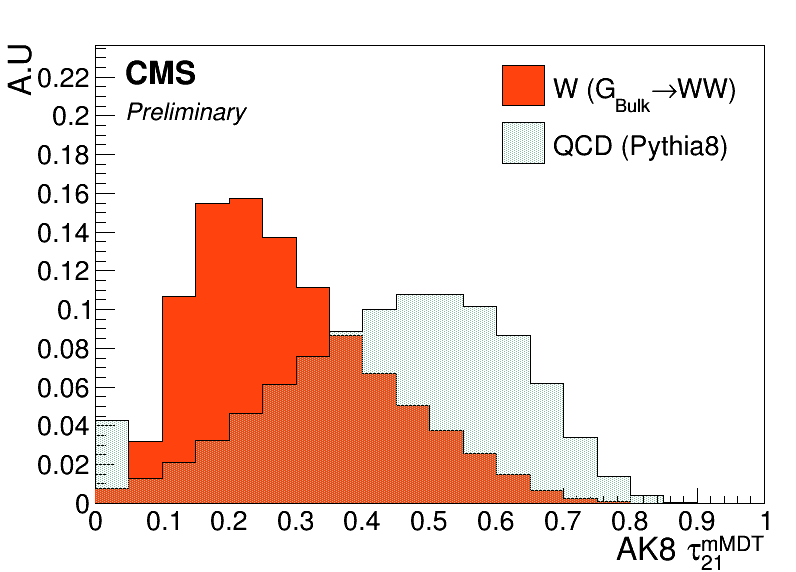 A.U
CMS
Preliminary
W (G_Bulk→WW)
QCD (Pythia8)
0.22
0.2
0.18
0.16
0.14
0.12
0.1
0.08
0.06
0.04
0.02
0
0 0.1 0.2 0.3 0.4 0.5 0.6 0.7 0.8 0.9 1
AK8 τ_21^mMDT